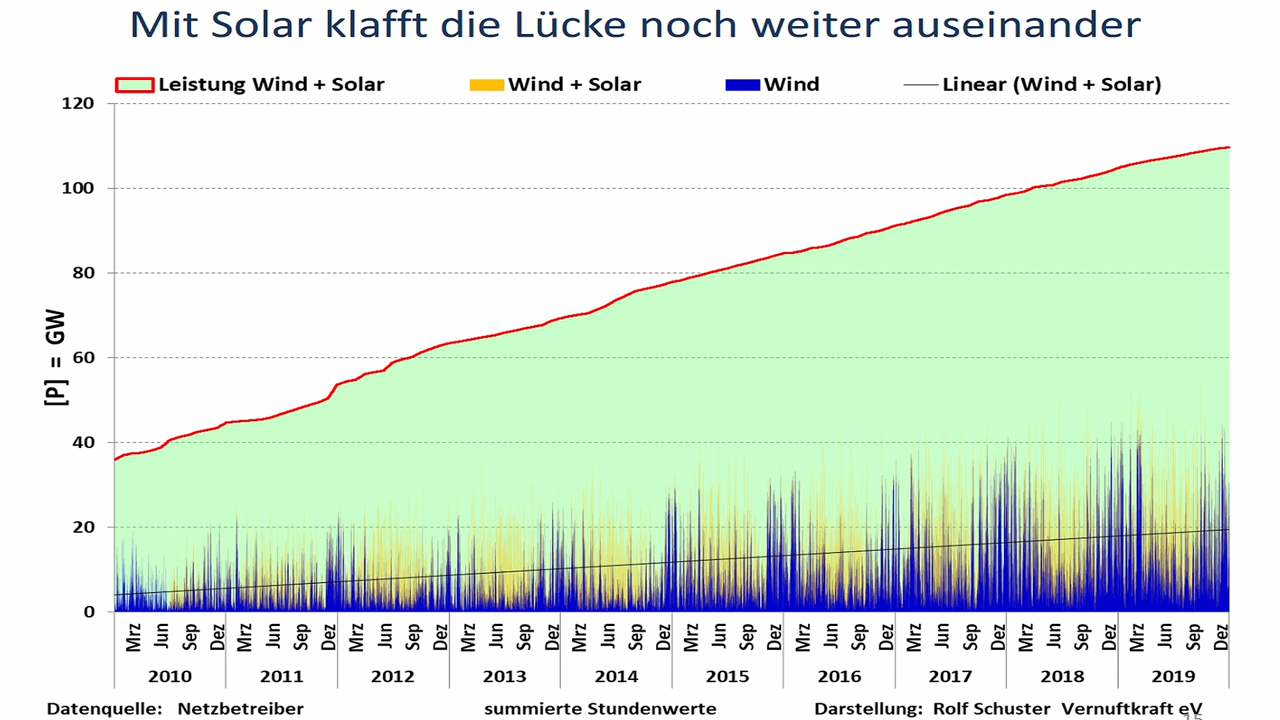 Mit Solar klafft die Lücke noch weiter auseinander
Leistung Wind + Solar Wind + Solar Wind Linear (Wind + Solar)
120
100
80
60
40
20
0
[P] = GW
Mrz Jun Sep Dez Mrz Jun Sep Dez Mrz Jun Sep Dez Mrz Jun Sep Dez Mrz Jun Sep Dez Mrz Jun Sep Dez Mrz Jun Sep Dez Mrz Jun Sep Dez Mrz Jun Sep Dez Mrz Jun Sep Dez
2010 2011 2012 2013 2014 2015 2016 2017 2018 2019
Datenquelle: Netzbetreiber summierte Stundenwerte Darstellung: Rolf Schuster Vernuftkraft eV